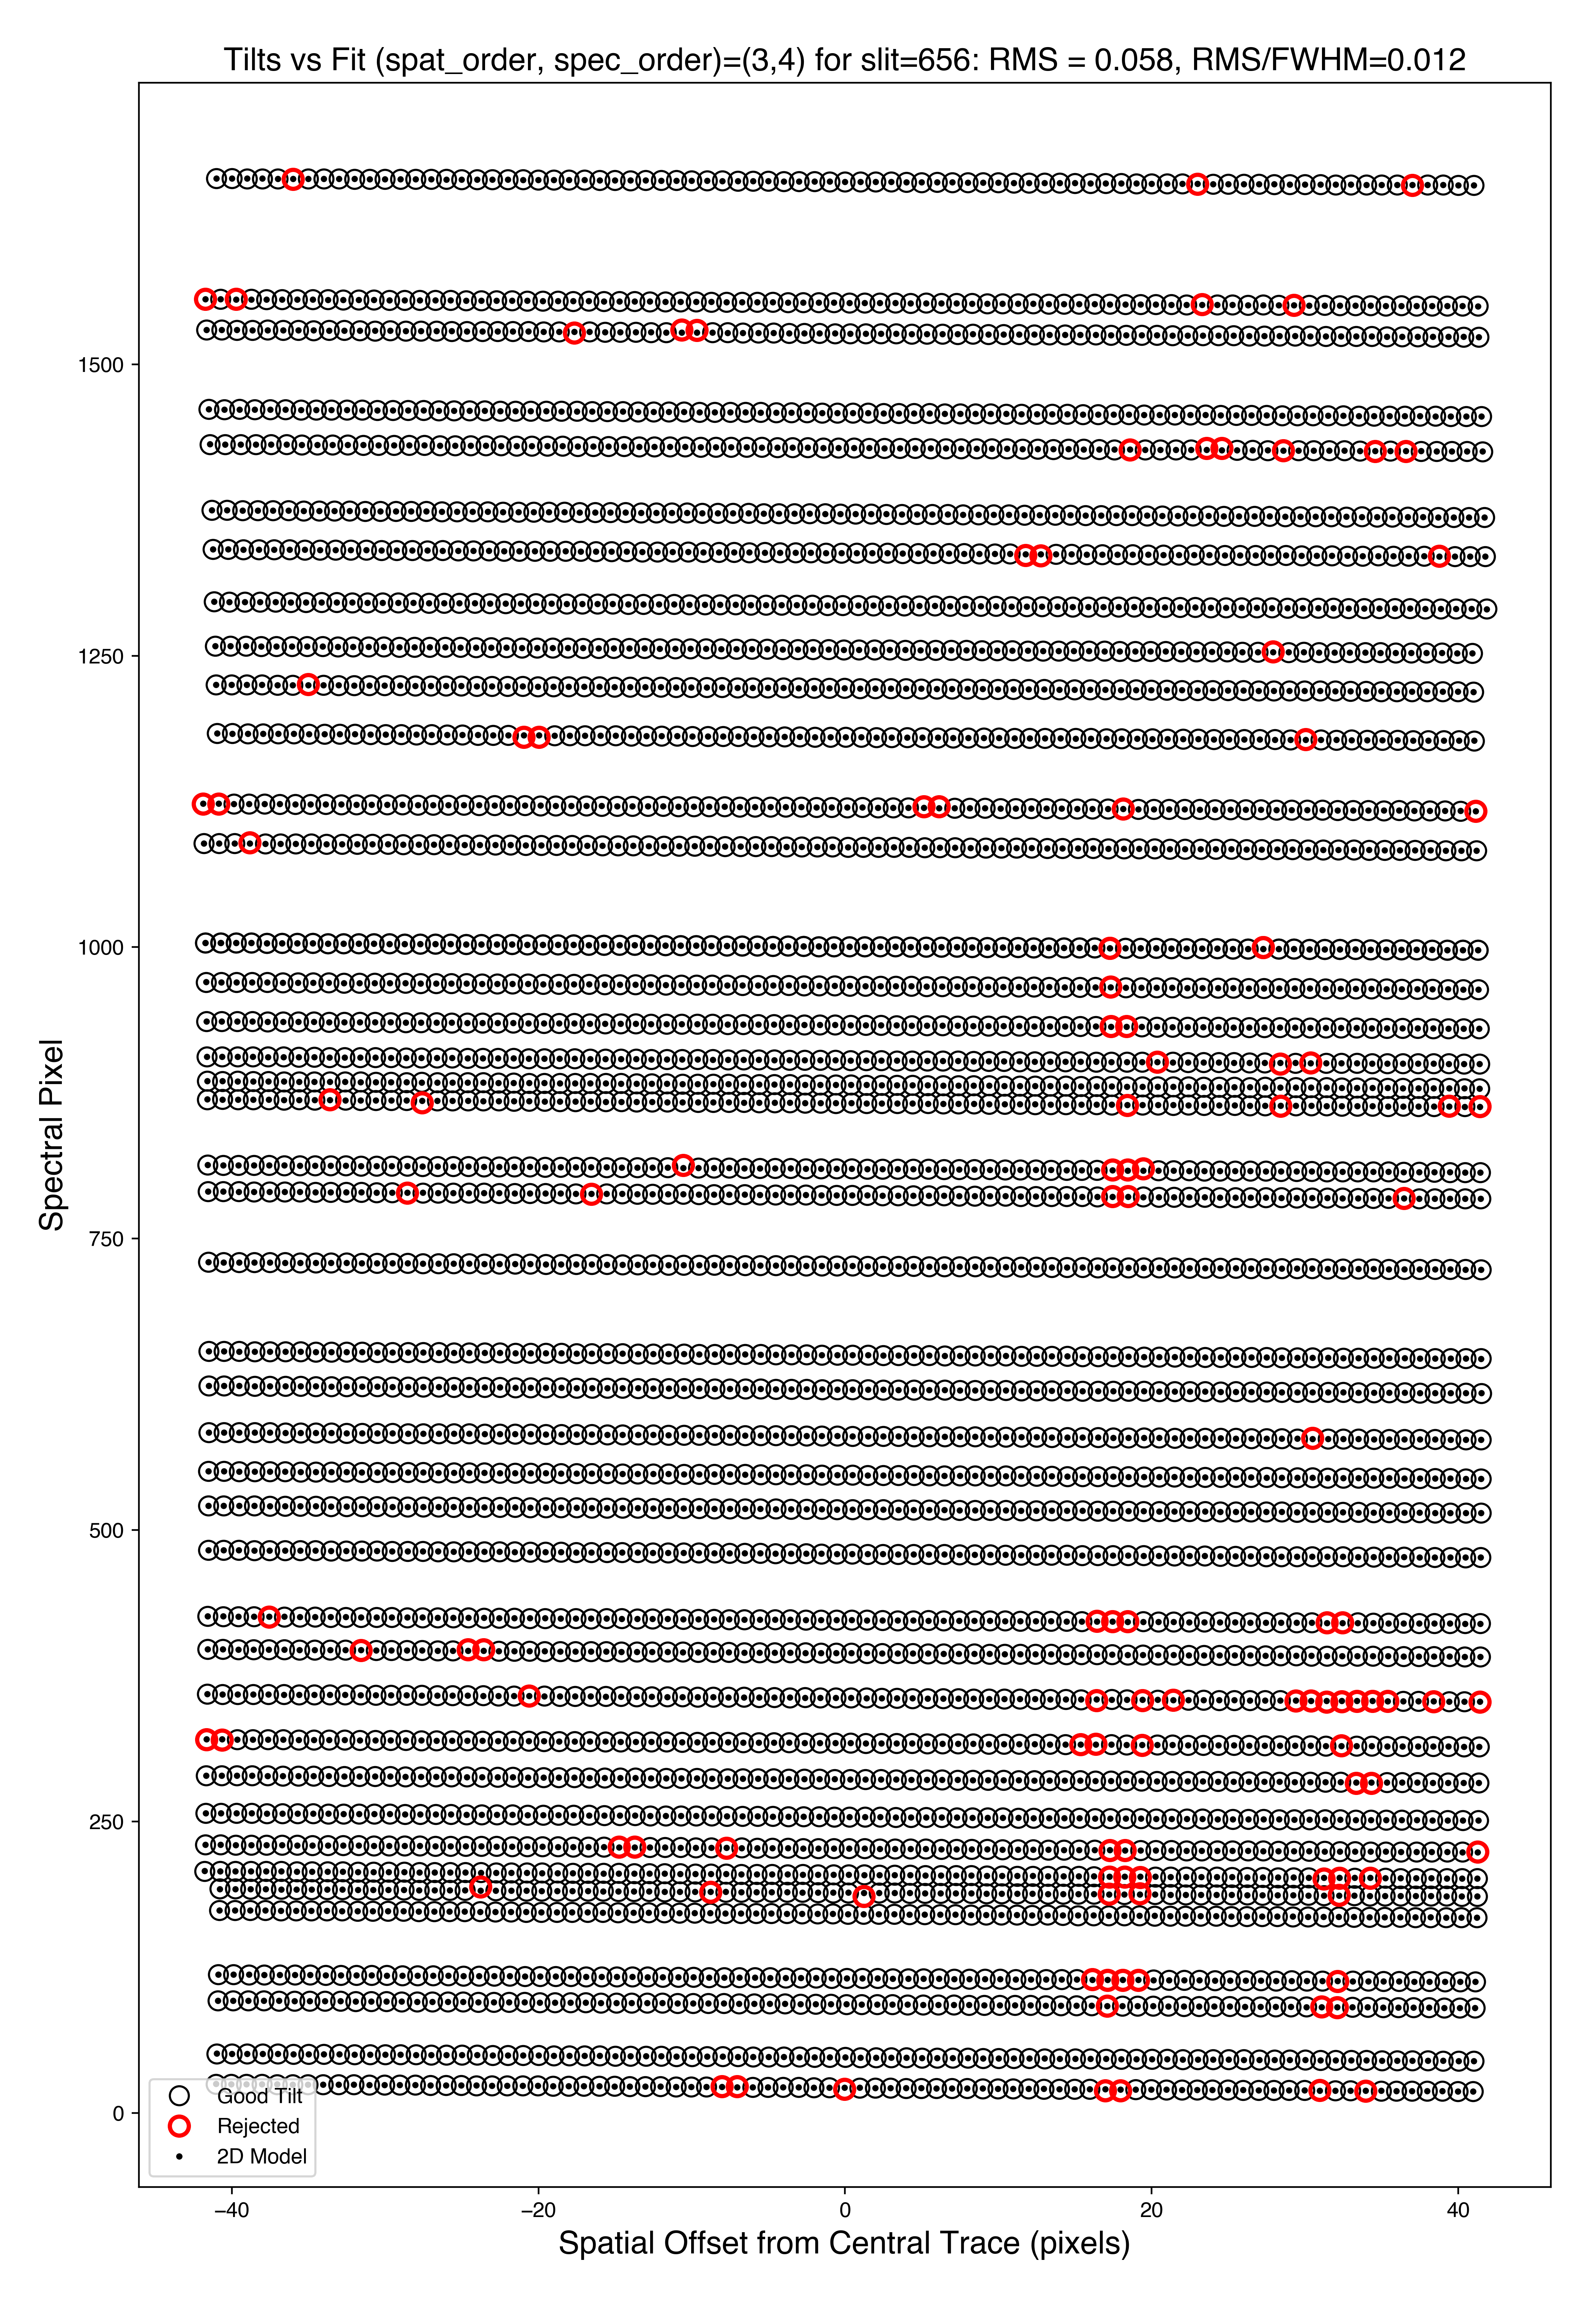 Tilts vs Fit (spat_order, spec_order)=(3,4) for slit=656: RMS = 0.058, RMS/FWHM=0.012
Spectral Pixel
1500
1250
1000
750
500
250
0
Good Tilt
Rejected
2D Model
−40
−20
0
20
40
Spatial Offset from Central Trace (pixels)